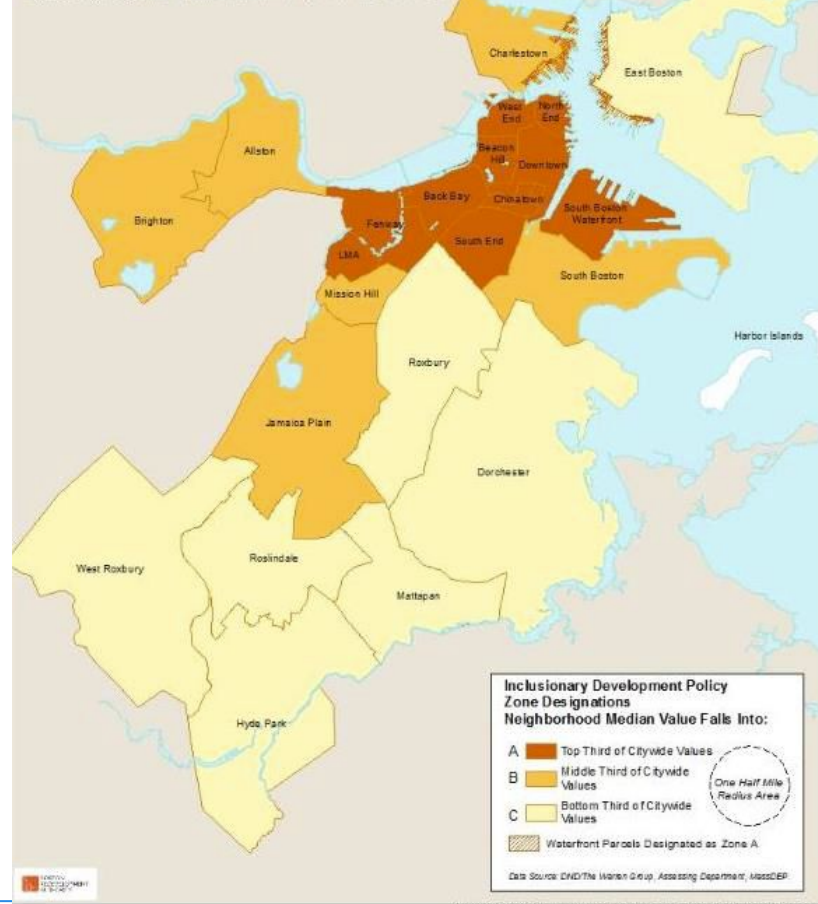 Charlestown
East Boston
West
End
North
End
Allston
Beacon
Hill
Downtown
Back Bay
Chinatown
Brighton
Fenway
South Boston
Waterfront
LMA
South End
South Boston
Mission Hill
Harbor Islands
Roxbury
Jamaica Plain
Dorchester
West Roxbury
Roslindale
Mattapan
Hyde Park
Inclusionary Development Policy
Zone Designations
Neighborhood Median Value Falls Into:
A Top Third of Citywide Values
B Middle Third of Citywide
Values
C Bottom Third of Citywide
Values
One Half Mile
Radius Area
Waterfront Parcels Designated as Zone A
Data Source: DND/The Warren Group, Assessing Department, MassDEP
BOSTON
REDEVELOPMENT
AUTHORITY